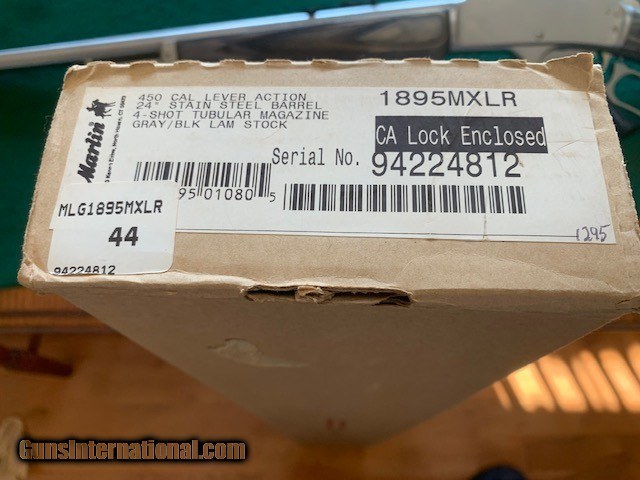 450 CAL LEVER ACTION
24" STAIN STEEL BARREL
4-SHOT TUBULAR MAGAZINE
GRAY/BLK LAM STOCK
1895MXLR
CA Lock Enclosed
Serial No. 94224812
Marlin
95 01080 5
MLG1895MXLR
44
94224812
1295
GunsInternational.com